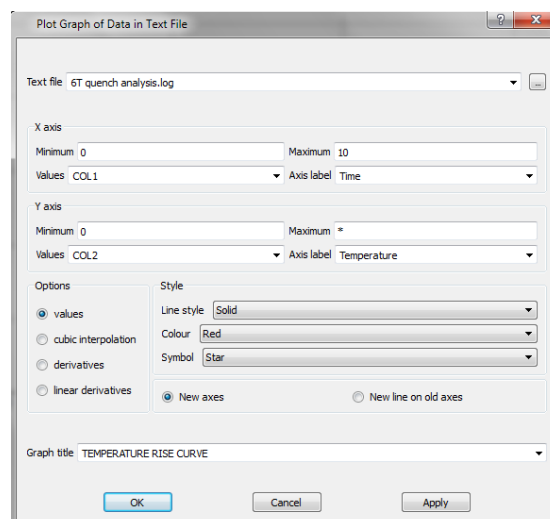 Plot Graph of Data in Text File
Text file 6T quench analysis.log ...
X axis
Minimum 0 Maximum 10
Values COL1 Axis label Time
Y axis
Minimum 0 Maximum *
Values COL2 Axis label Temperature
Options Style
values Line style Solid
cubic interpolation Colour Red
derivatives Symbol Star
linear derivatives New axes New line on old axes
Graph title TEMPERATURE RISE CURVE
OK Cancel Apply